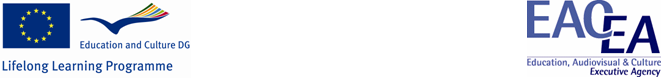 Education and Culture DG
Lifelong Learning Programme
EACEA
Education, Audiovisual & Culture
Executive Agency